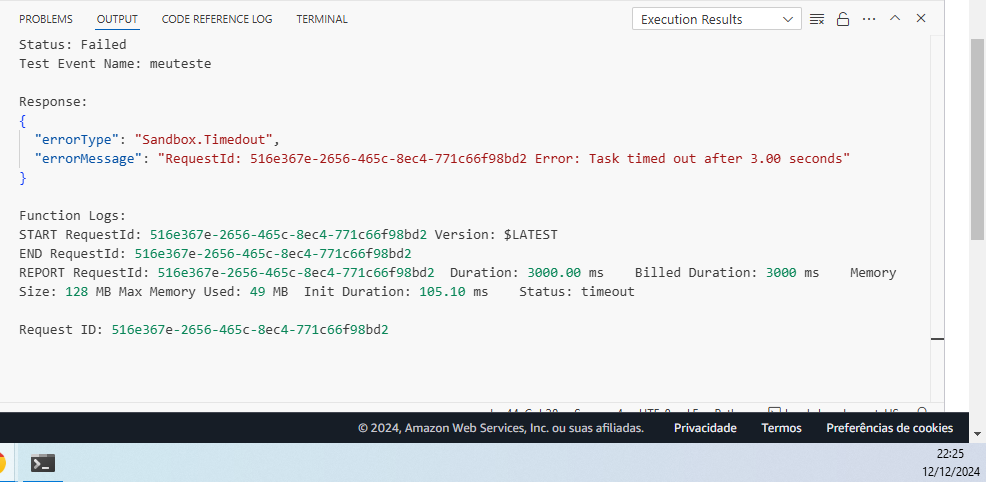 PROBLEMS OUTPUT CODE REFERENCE LOG TERMINAL Execution Results
Status: Failed
Test Event Name: meuteste
Response:
{
"errorType": "Sandbox.Timedout",
"errorMessage": "RequestId: 516e367e-2656-465c-8ec4-771c66f98bd2 Error: Task timed out after 3.00 seconds"
}
Function Logs:
START RequestId: 516e367e-2656-465c-8ec4-771c66f98bd2 Version: $LATEST
END RequestId: 516e367e-2656-465c-8ec4-771c66f98bd2
REPORT RequestId: 516e367e-2656-465c-8ec4-771c66f98bd2 Duration: 3000.00 ms Billed Duration: 3000 ms Memory
Size: 128 MB Max Memory Used: 49 MB Init Duration: 105.10 ms Status: timeout
Request ID: 516e367e-2656-465c-8ec4-771c66f98bd2
© 2024, Amazon Web Services, Inc. ou suas afiliadas. Privacidade Termos Preferências de cookies
22:25
12/12/2024